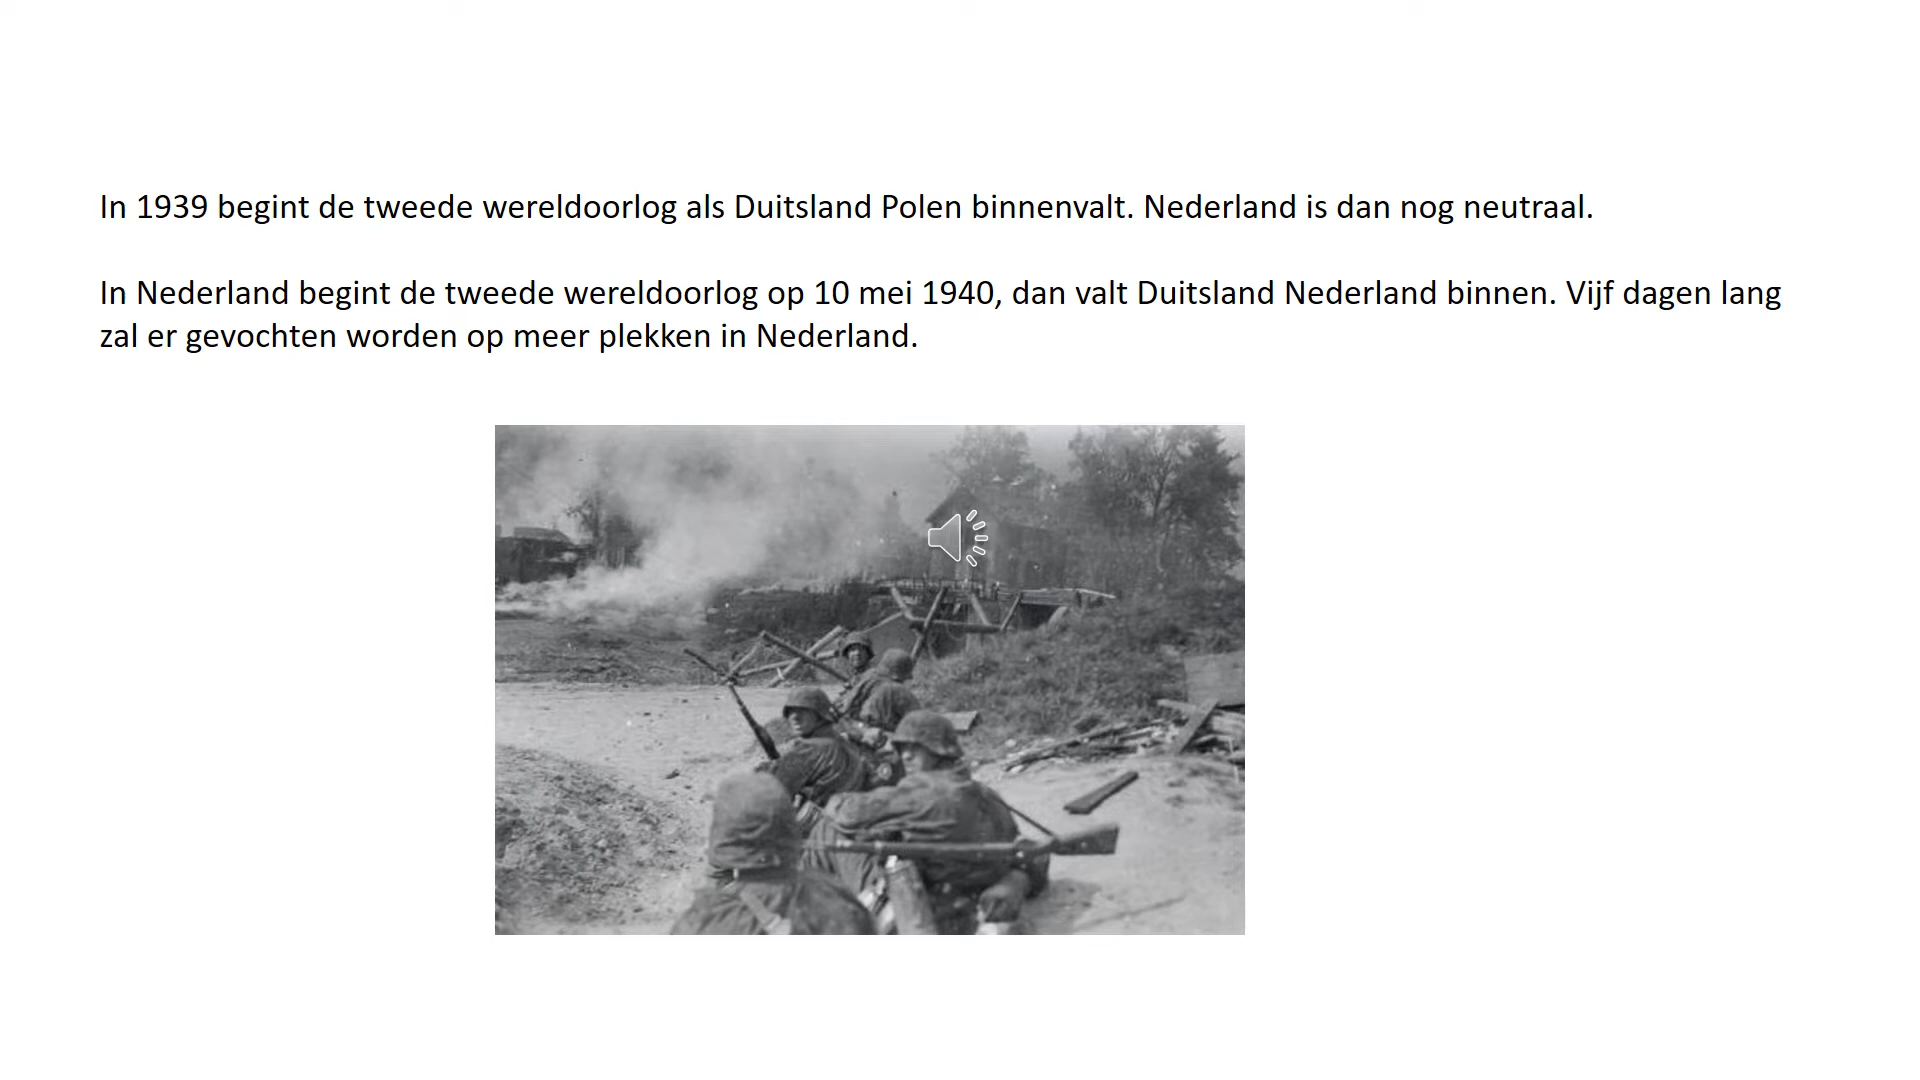 In 1939 begint de tweede wereldoorlog als Duitsland Polen binnenvalt. Nederland is dan nog neutraal.
In Nederland begint de tweede wereldoorlog op 10 mei 1940, dan valt Duitsland Nederland binnen. Vijf dagen lang
zal er gevochten worden op meer plekken in Nederland.